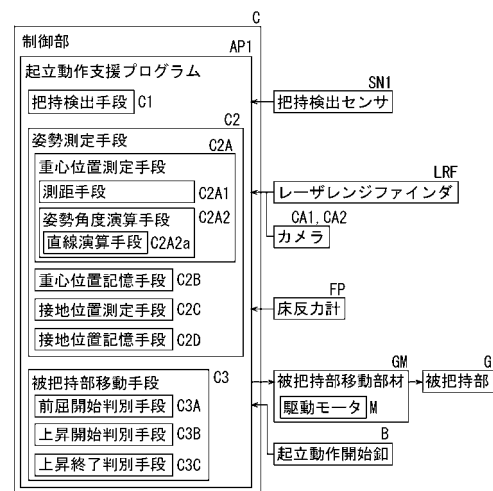 C
制御部
AP1
起立動作支援プログラム
把持検出手段 C1
SN1
把持検出センサ
C2
姿勢測定手段
C2A
重心位置測定手段
測距手段 C2A1
姿勢角度演算手段 C2A2
直線演算手段 C2A2a
LRF
レーザレンジファインダ
CA1, CA2
カメラ
重心位置記憶手段 C2B
接地位置測定手段 C2C
接地位置記憶手段 C2D
FP
床反力計
被把持部移動手段 C3
前屈開始判別手段 C3A
上昇開始判別手段 C3B
上昇終了判別手段 C3C
GM
被把持部移動部材
駆動モータ M
G
被把持部
B
起立動作開始釦